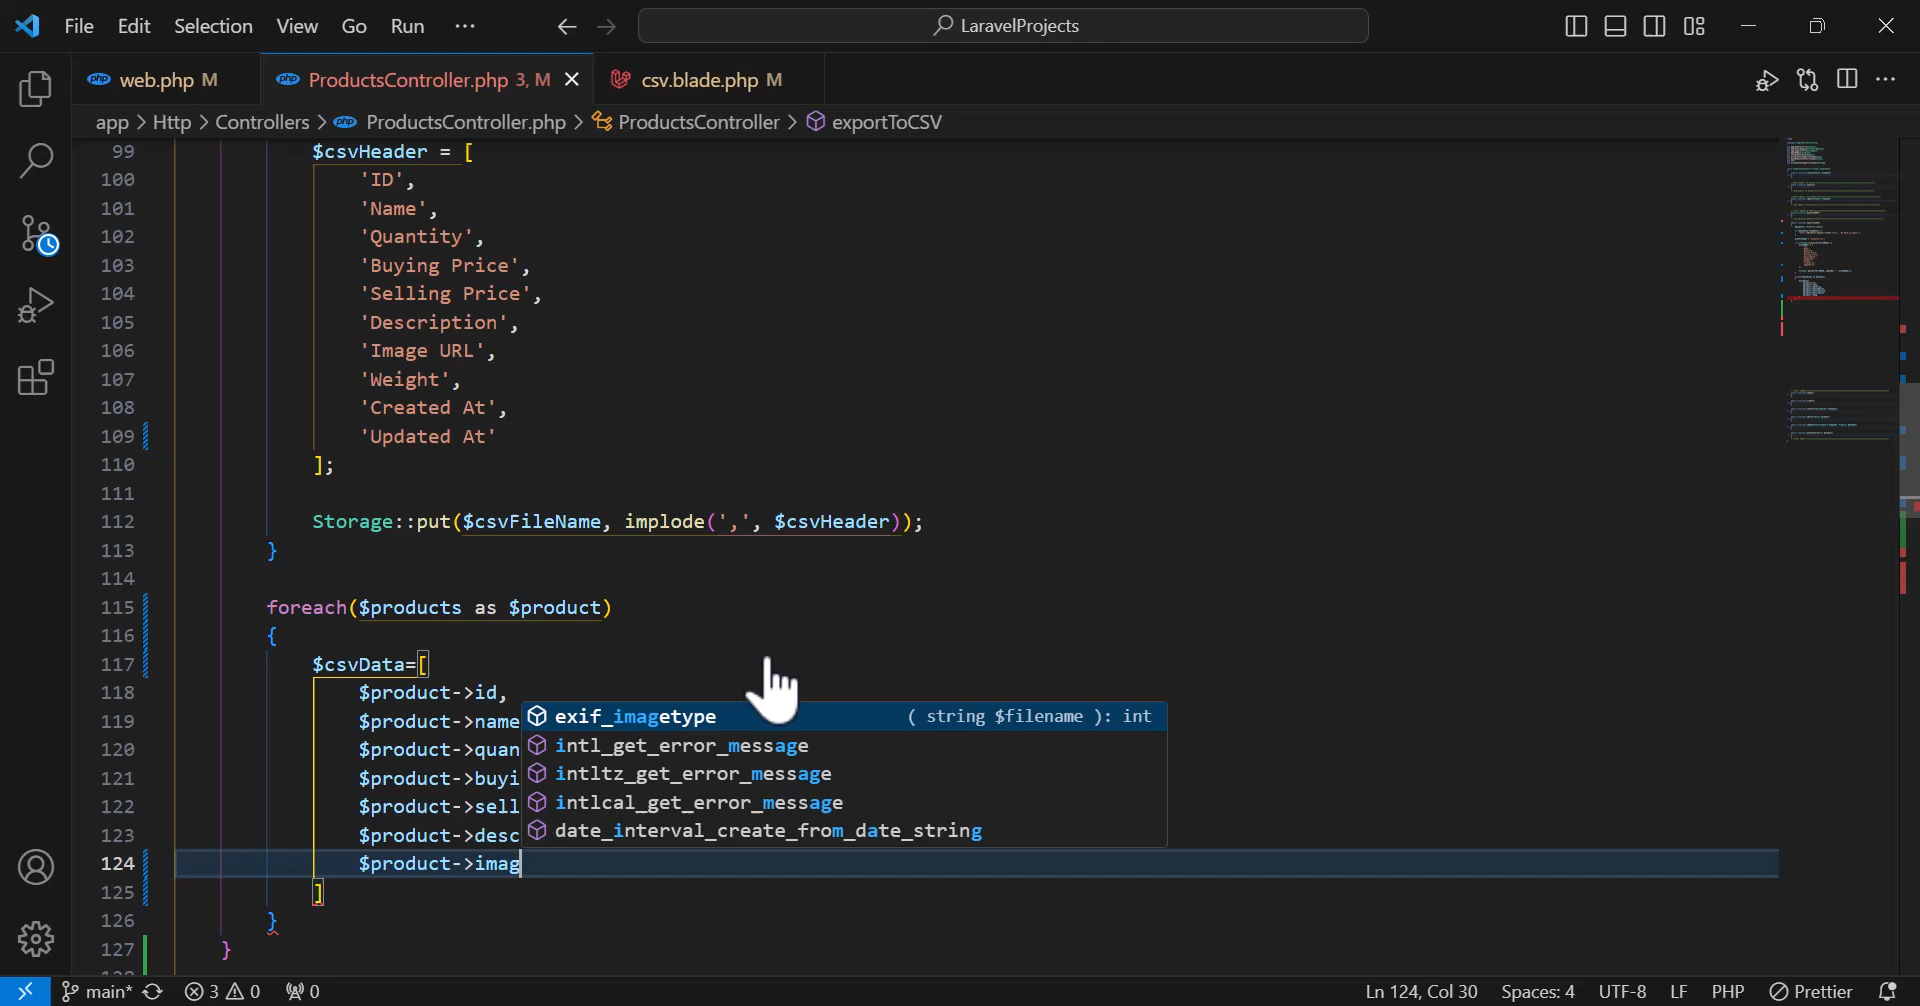 File Edit Selection View Go Run ··· LaravelProjects
web.php M ProductsController.php 3, M csv.blade.php M
app > Http > Controllers > ProductsController.php > ProductsController > exportToCSV
99 $csvHeader = [
100 'ID',
101 'Name',
102 'Quantity',
103 'Buying Price',
104 'Selling Price',
105 'Description',
106 'Image URL',
107 'Weight',
108 'Created At',
109 'Updated At'
110 ];
111
112 Storage::put($csvFileName, implode(',', $csvHeader));
113 }
114
115 foreach($products as $product)
116 {
117 $csvData=[
118 $product->id,
119 $product->name
exif_imagetype ( string $filename ): int
120 $product->quan
intl_get_error_message
121 $product->buyi
intltz_get_error_message
122 $product->sell
intlcal_get_error_message
123 $product->desc
date_interval_create_from_date_string
124 $product->imag
125 ]
126 }
127 }
main* 3 0 0 Ln 124, Col 30 Spaces: 4 UTF-8 LF PHP Prettier